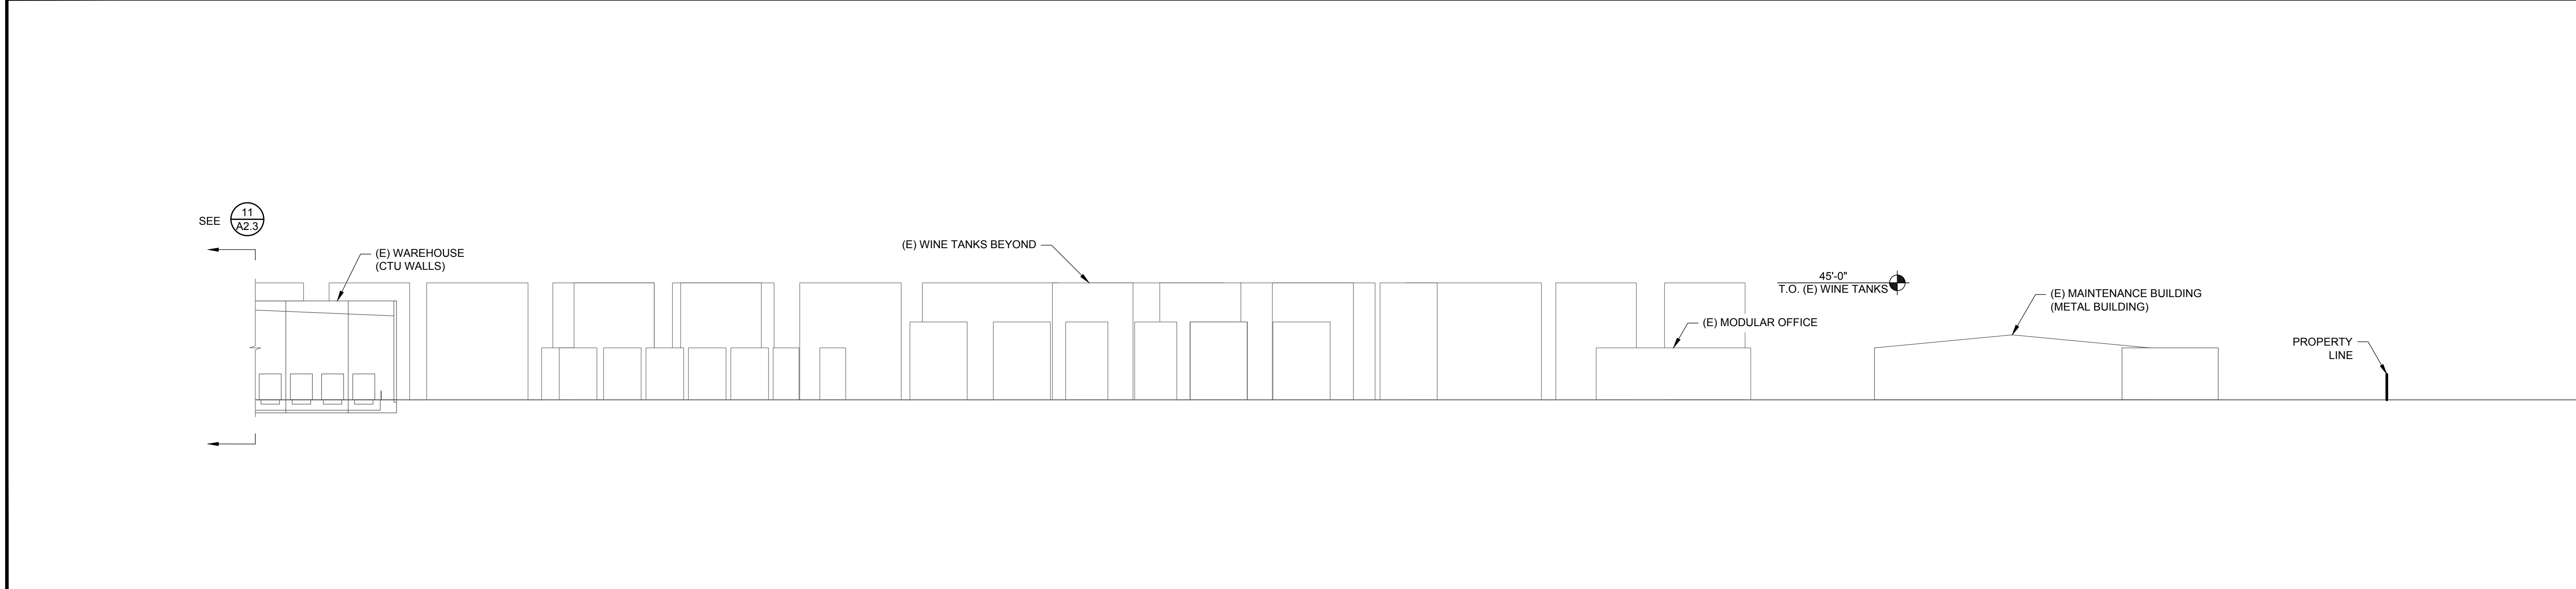 SEE
11
A2.3
(E) WAREHOUSE
(CTU WALLS)
(E) WINE TANKS BEYOND
45'-0"
T.O. (E) WINE TANKS
(E) MODULAR OFFICE
(E) MAINTENANCE BUILDING
(METAL BUILDING)
PROPERTY
LINE